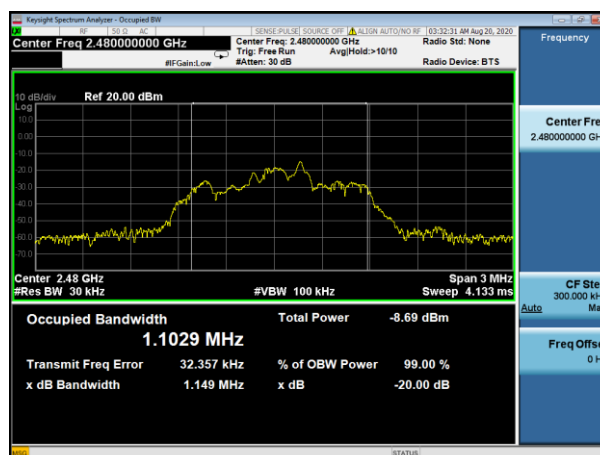 Keysight Spectrum Analyzer - Occupied BW
RF 50 Ω AC SENSE:PULSE SOURCE OFF ALIGN AUTO/NO RF 03:32:31 AM Aug 20, 2020
Center Freq 2.480000000 GHz
Center Freq: 2.480000000 GHz Radio Std: None
Trig: Free Run Avg|Hold:>10/10
#IFGain:Low #Atten: 30 dB Radio Device: BTS
Frequency
10 dB/div Ref 20.00 dBm
Log
10.0
0.00
-10.0
-20.0
-30.0
-40.0
-50.0
-60.0
-70.0
Center 2.48 GHz Span 3 MHz
#Res BW 30 kHz #VBW 100 kHz Sweep 4.133 ms
Occupied Bandwidth Total Power -8.69 dBm
1.1029 MHz
Transmit Freq Error 32.357 kHz % of OBW Power 99.00 %
x dB Bandwidth 1.149 MHz x dB -20.00 dB
Center Fre
2.480000000 GH
CF Ste
300.000 kH
Auto Ma
Freq Offse
0 H
MSG STATUS